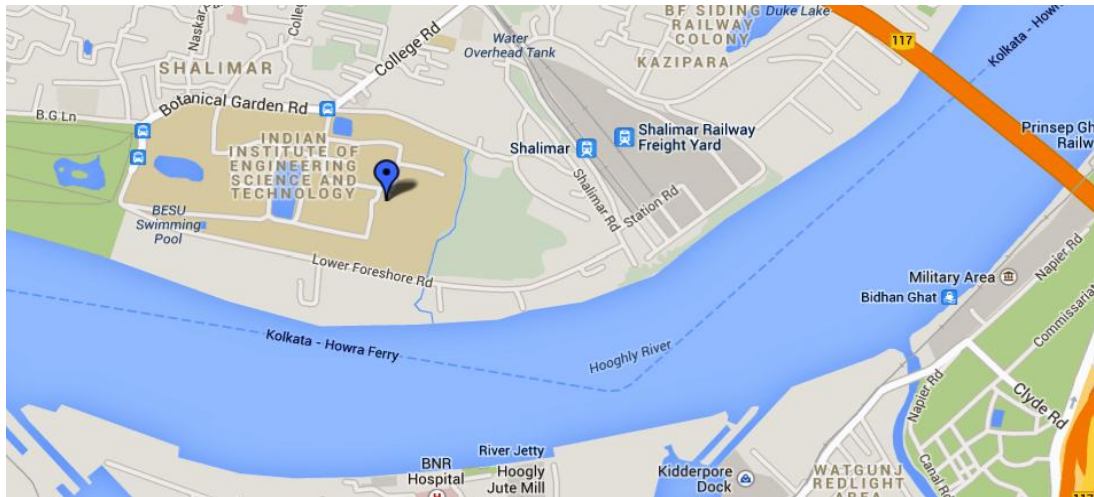 BF SIDING
RAILWAY
COLONY
Duke Lake
College Rd
Water
Overhead Tank
117
Kolkata - Howra
SHALIMAR
KAZIPARA
Botanical Garden Rd
B.G Ln
INDIAN
INSTITUTE OF
ENGINEERING
SCIENCE AND
TECHNOLOGY
Shalimar
Shalimar Railway
Freight Yard
Prinsep Gh
Railw
Shalimar Rd
Station Rd
BESU
Swimming
Pool
Lower Foreshore Rd
Napier Rd
Military Area
Bidhan Ghat
Commissariat
Kolkata - Howra Ferry
Hooghly River
Napier Rd
Clyde Rd
River Jetty
BNR
Hospital
H
Hoogly
Jute Mill
Kidderpore
Dock
WATGUNJ
REDLIGHT
AREA
Canal Ro
117